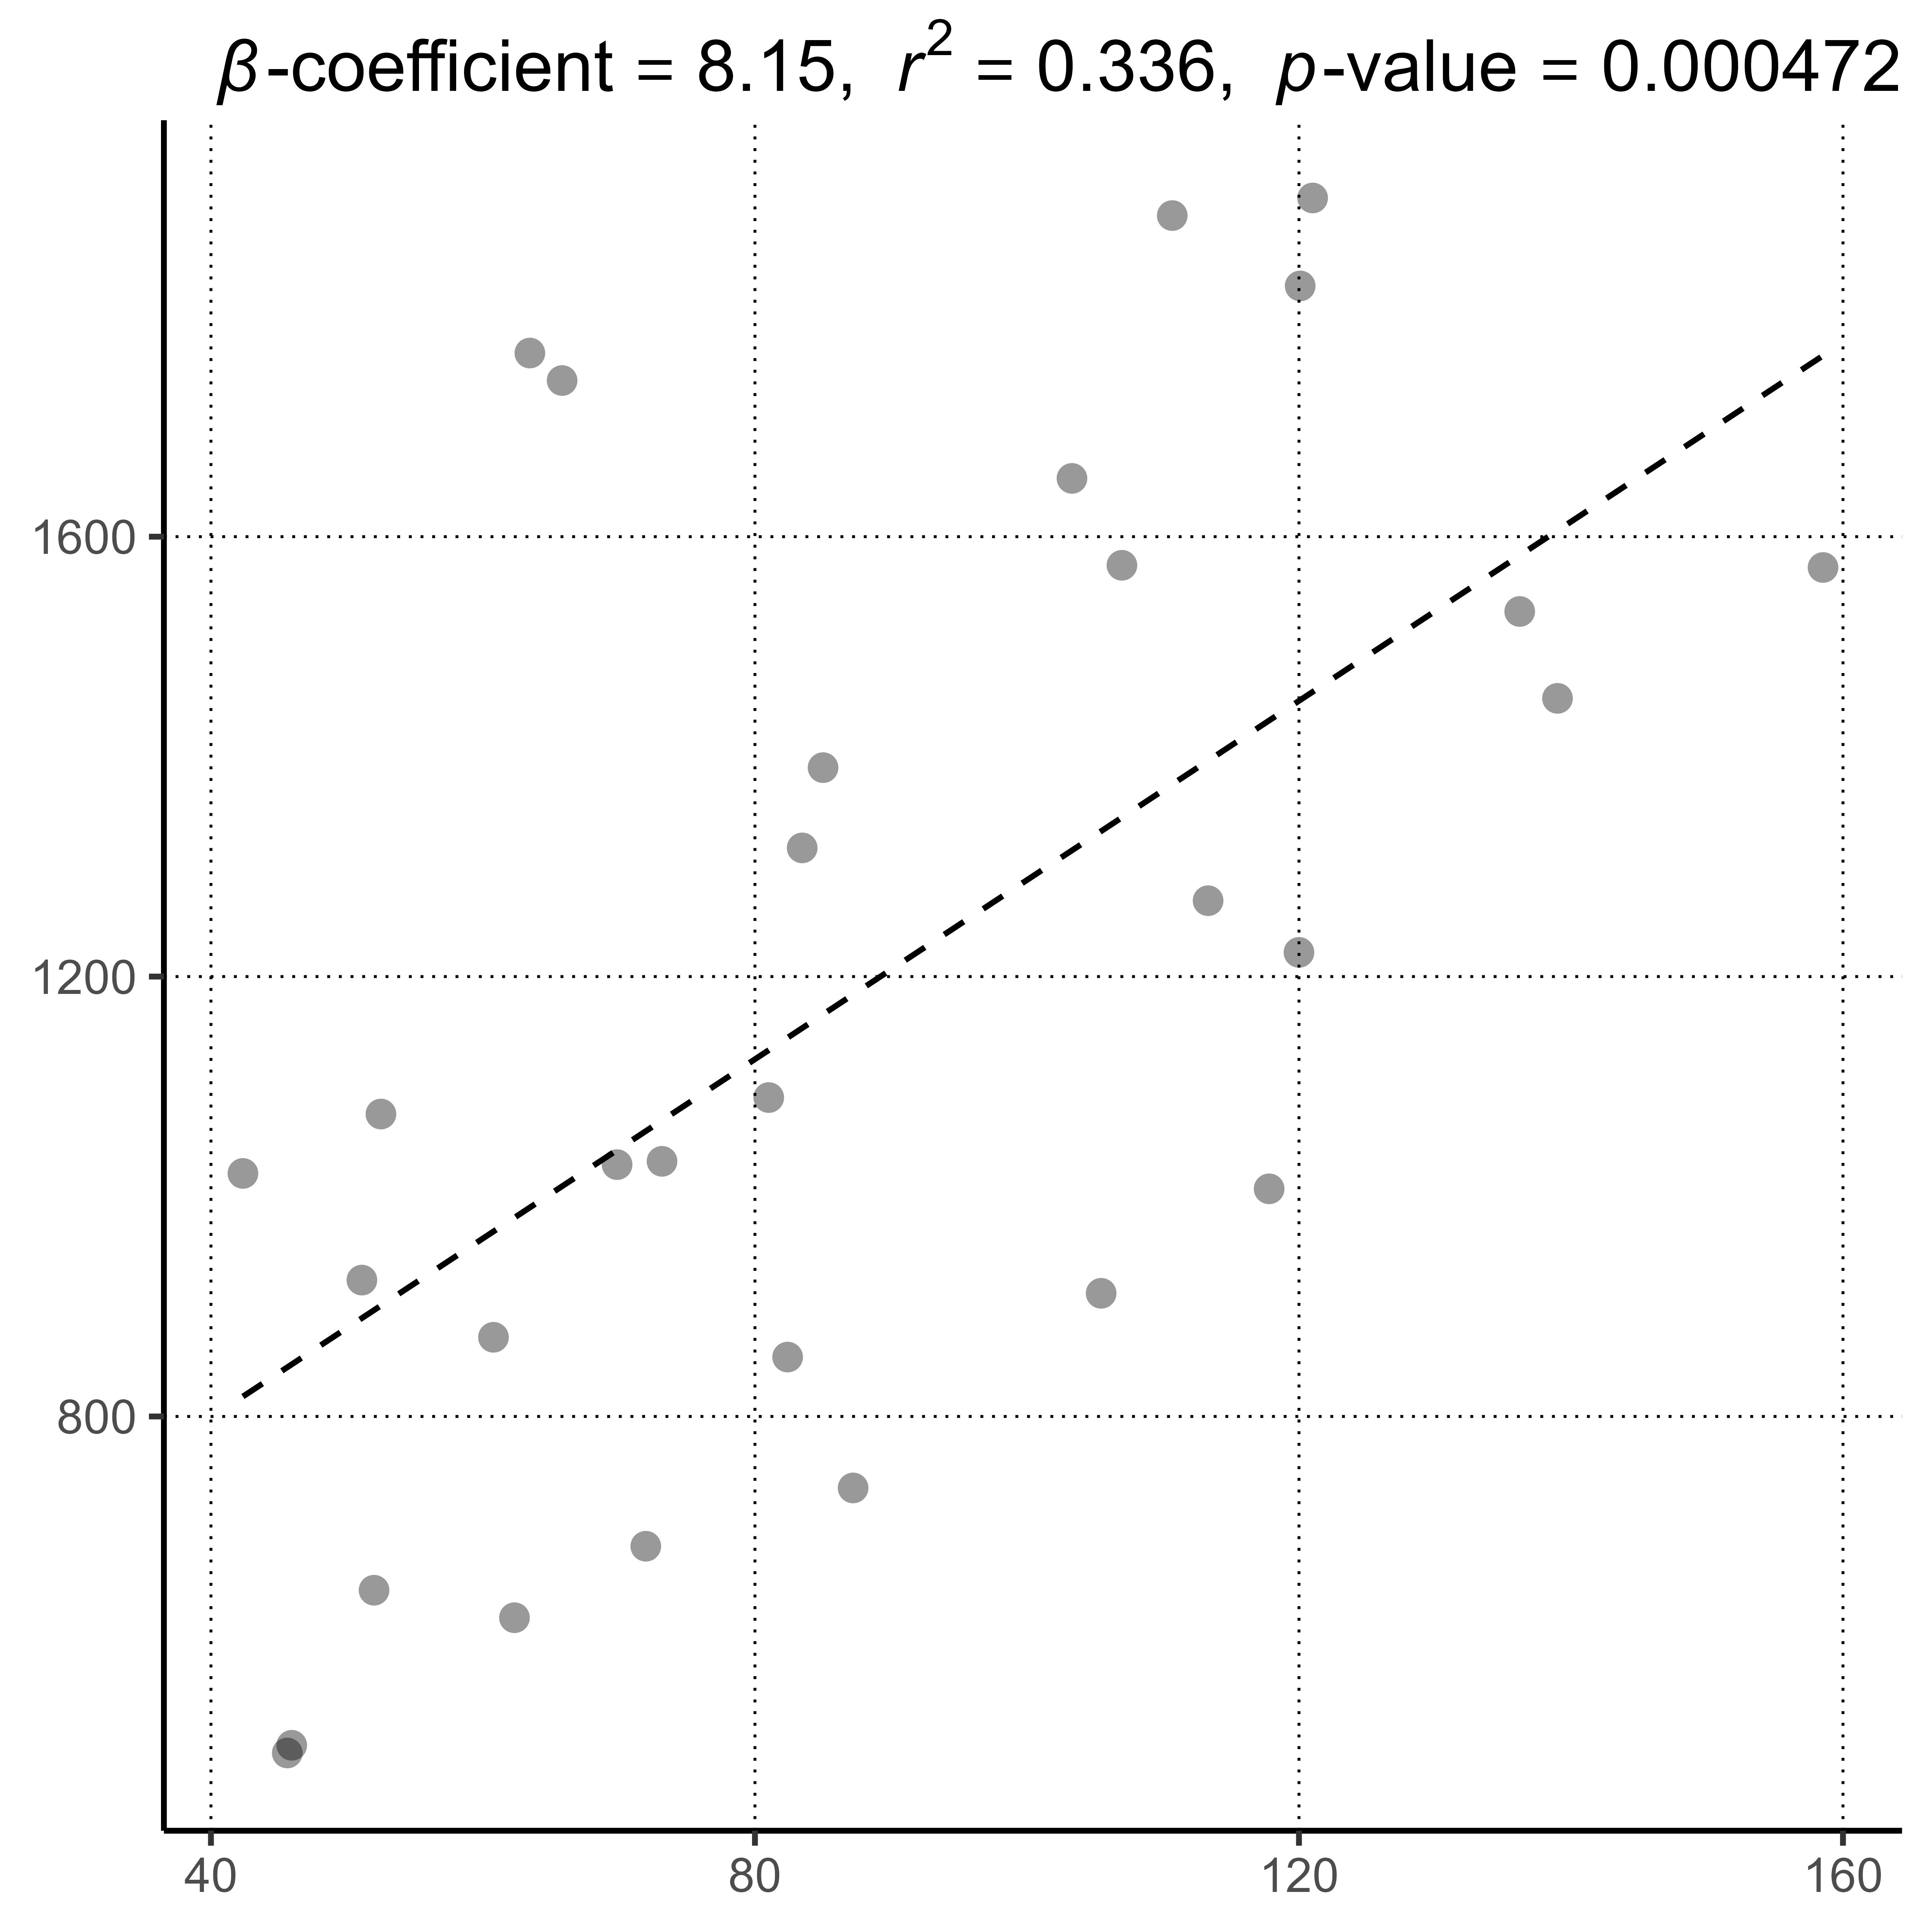 β-coefficient = 8.15, r² = 0.336, p-value = 0.000472
1600
1200
800
40 80 120 160